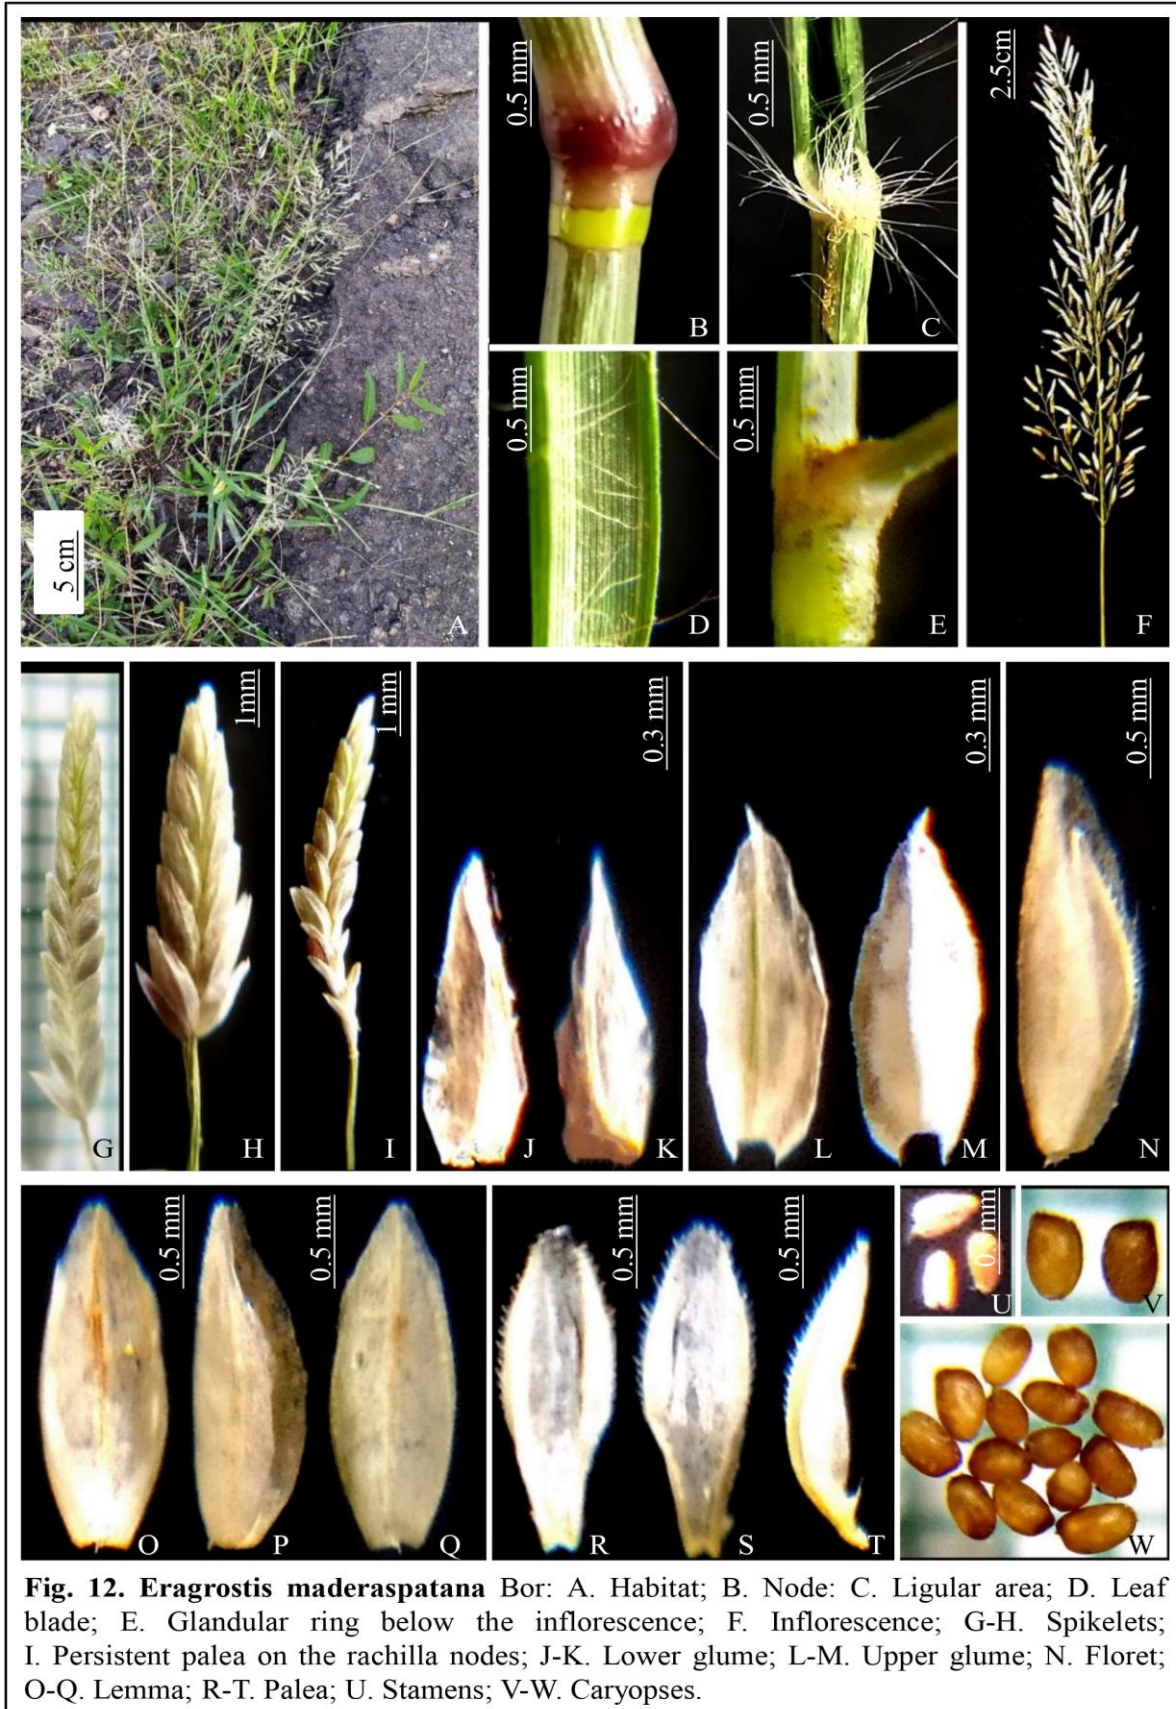 5 cm
A
0.5 mm
B
0.5 mm
C
0.5 mm
D
0.5 mm
E
2.5cm
F
G
1mm
H
1 mm
I
0.3 mm
J
K
0.3 mm
L
M
0.5 mm
N
0.5 mm
O
0.5 mm
P
Q
0.5 mm
R
0.5 mm
S
T
U
V
W
Fig. 12. Eragrostis maderaspatana Bor: A. Habitat; B. Node: C. Ligular area; D. Leaf
blade; E. Glandular ring below the inflorescence; F. Inflorescence; G-H. Spikelets;
I. Persistent palea on the rachilla nodes; J-K. Lower glume; L-M. Upper glume; N. Floret;
O-Q. Lemma; R-T. Palea; U. Stamens; V-W. Caryopses.